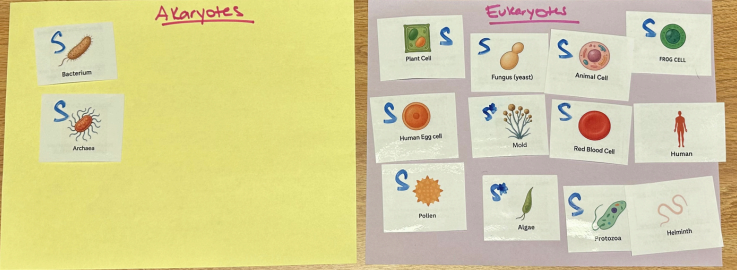 Akaryotes
S
Bacterium
S
Archaea
Eukaryotes
S
Plant Cell
S
Fungus (yeast)
S
Animal Cell
S
FROG CELL
S
Human Egg cell
S*
Mold
S
Red Blood Cell
Human
S
Pollen
S*
Algae
S
Protozoa
Helminth